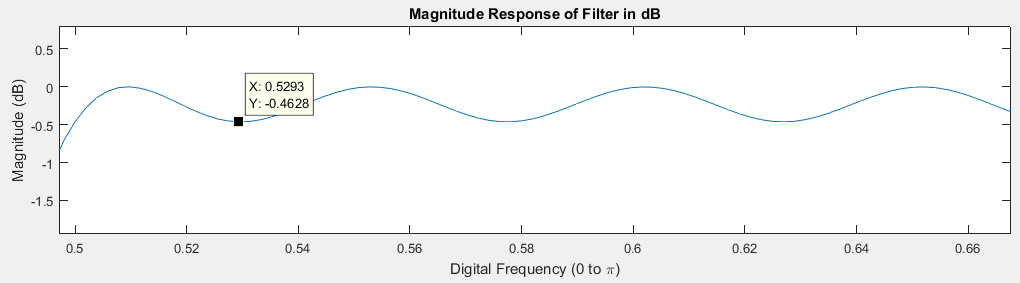 Magnitude Response of Filter in dB
Magnitude (dB)
0.5
0
-0.5
-1
-1.5
X: 0.5293
Y: -0.4628
0.5 0.52 0.54 0.56 0.58 0.6 0.62 0.64 0.66
Digital Frequency (0 to π)